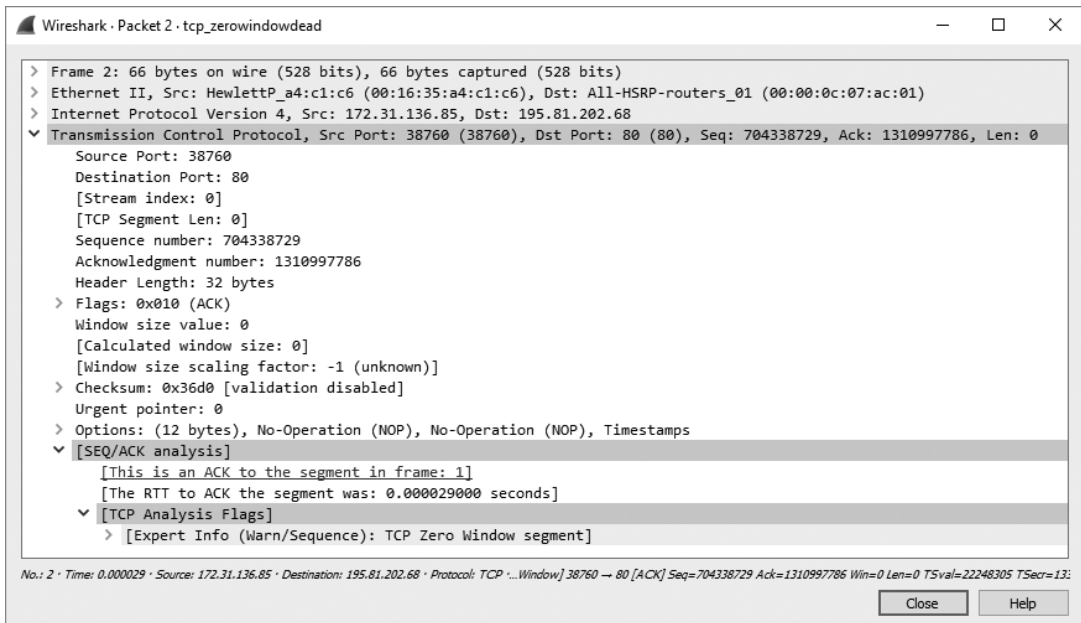 Wireshark · Packet 2 · tcp_zerowindowdead
Frame 2: 66 bytes on wire (528 bits), 66 bytes captured (528 bits)
Ethernet II, Src: HewlettP_a4:c1:c6 (00:16:35:a4:c1:c6), Dst: All-HSRP-routers_01 (00:00:0c:07:ac:01)
Internet Protocol Version 4, Src: 172.31.136.85, Dst: 195.81.202.68
Transmission Control Protocol, Src Port: 38760 (38760), Dst Port: 80 (80), Seq: 704338729, Ack: 1310997786, Len: 0
Source Port: 38760
Destination Port: 80
[Stream index: 0]
[TCP Segment Len: 0]
Sequence number: 704338729
Acknowledgment number: 1310997786
Header Length: 32 bytes
Flags: 0x010 (ACK)
Window size value: 0
[Calculated window size: 0]
[Window size scaling factor: -1 (unknown)]
Checksum: 0x36d0 [validation disabled]
Urgent pointer: 0
Options: (12 bytes), No-Operation (NOP), No-Operation (NOP), Timestamps
[SEQ/ACK analysis]
[This is an ACK to the segment in frame: 1]
[The RTT to ACK the segment was: 0.000029000 seconds]
[TCP Analysis Flags]
[Expert Info (Warn/Sequence): TCP Zero Window segment]
No.: 2 · Time: 0.000029 · Source: 172.31.136.85 · Destination: 195.81.202.68 · Protocol: TCP ·...Window] 38760 → 80 [ACK] Seq=704338729 Ack=1310997786 Win=0 Len=0 TSval=22248305 TSecr=133
Close Help